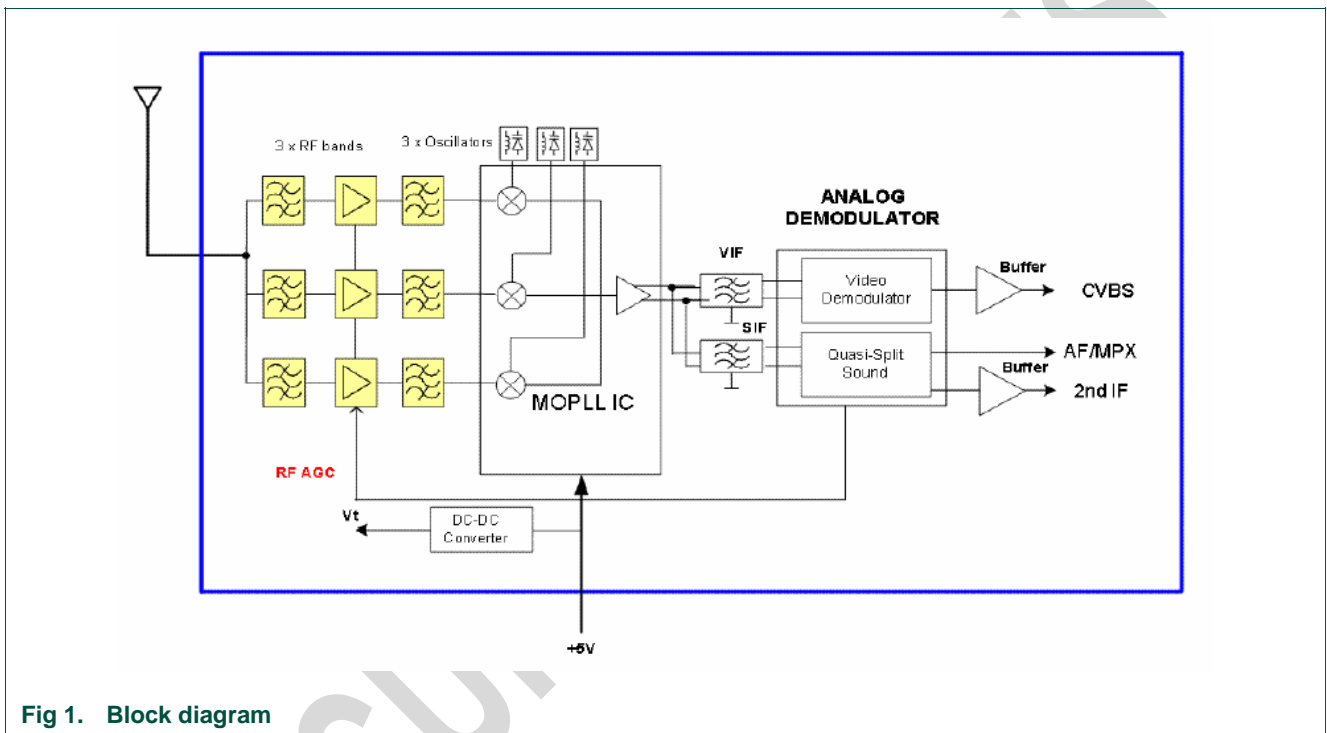 3 x RF bands
3 x Oscillators
MOPLL IC
ANALOG
DEMODULATOR
VIF
Video
Demodulator
Buffer
CVBS
SIF
Quasi-Split
Sound
AF/MPX
Buffer
2nd IF
RF AGC
Vt
DC-DC
Converter
+5V
Fig 1. Block diagram